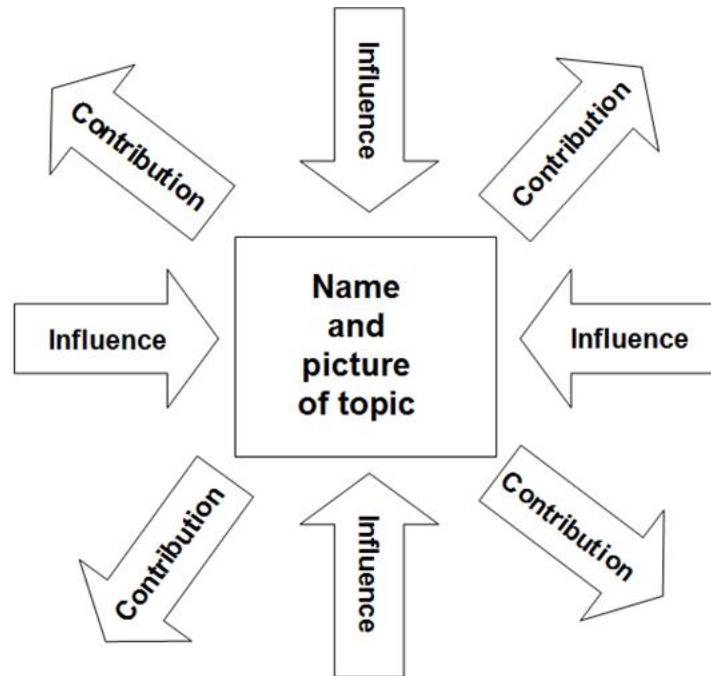 Influence
Contribution
Contribution
Name
and
picture
of topic
Influence
Influence
Contribution
Contribution
Influence